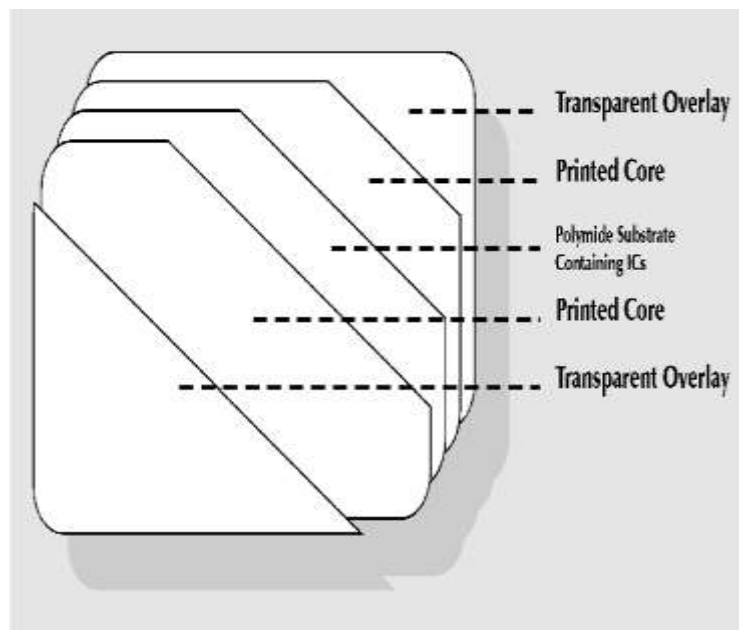 Transparent Overlay
Printed Core
Polymide Substrate
Containing ICs
Printed Core
Transparent Overlay